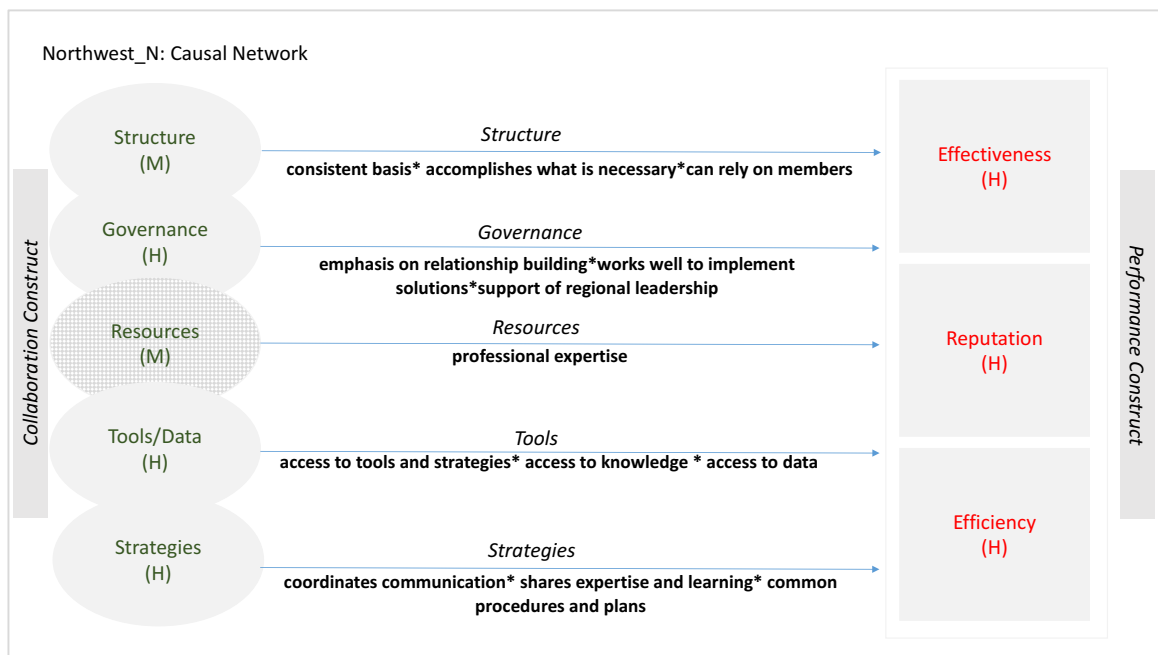 Northwest_N: Causal Network
Collaboration Construct
Structure
(M)
Governance
(H)
Resources
(M)
Tools/Data
(H)
Strategies
(H)
Structure
consistent basis* accomplishes what is necessary*can rely on members
Governance
emphasis on relationship building*works well to implement
solutions*support of regional leadership
Resources
professional expertise
Tools
access to tools and strategies* access to knowledge * access to data
Strategies
coordinates communication* shares expertise and learning* common
procedures and plans
Effectiveness
(H)
Reputation
(H)
Efficiency
(H)
Performance Construct